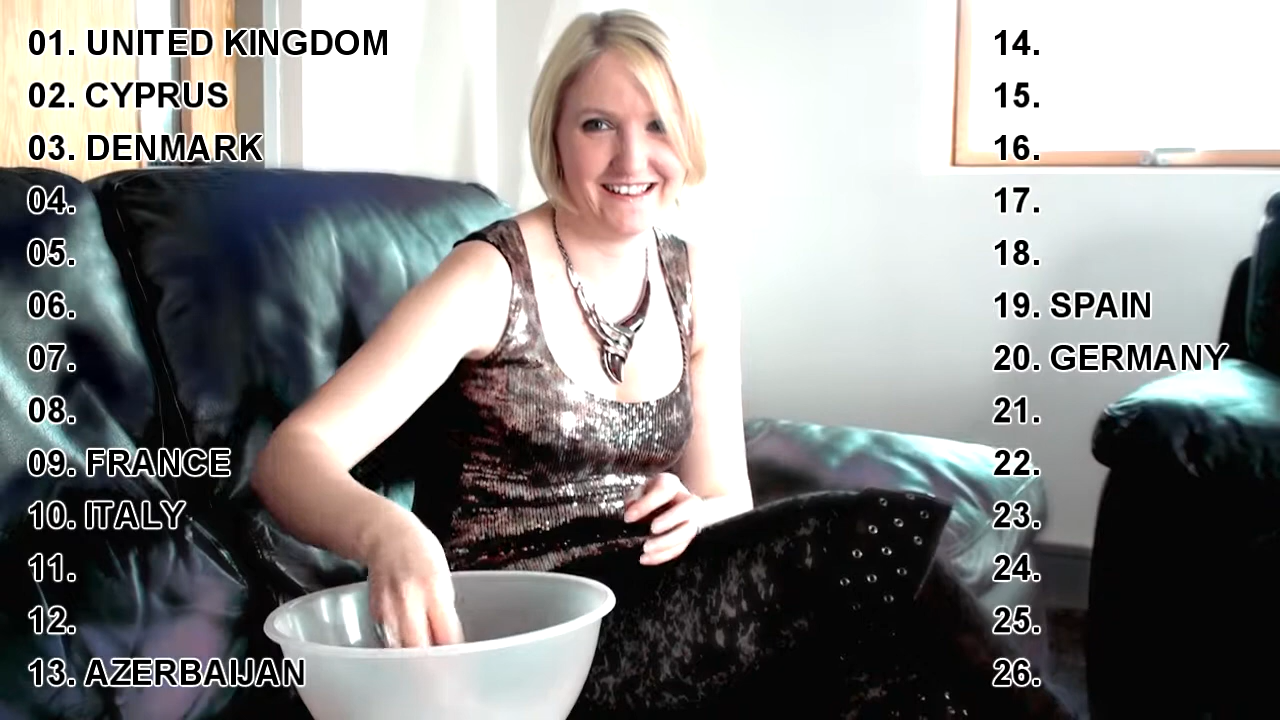 01. UNITED KINGDOM
02. CYPRUS
03. DENMARK
04.
05.
06.
07.
08.
09. FRANCE
10. ITALY
11.
12.
13. AZERBAIJAN
14.
15.
16.
17.
18.
19. SPAIN
20. GERMANY
21.
22.
23.
24.
25.
26.